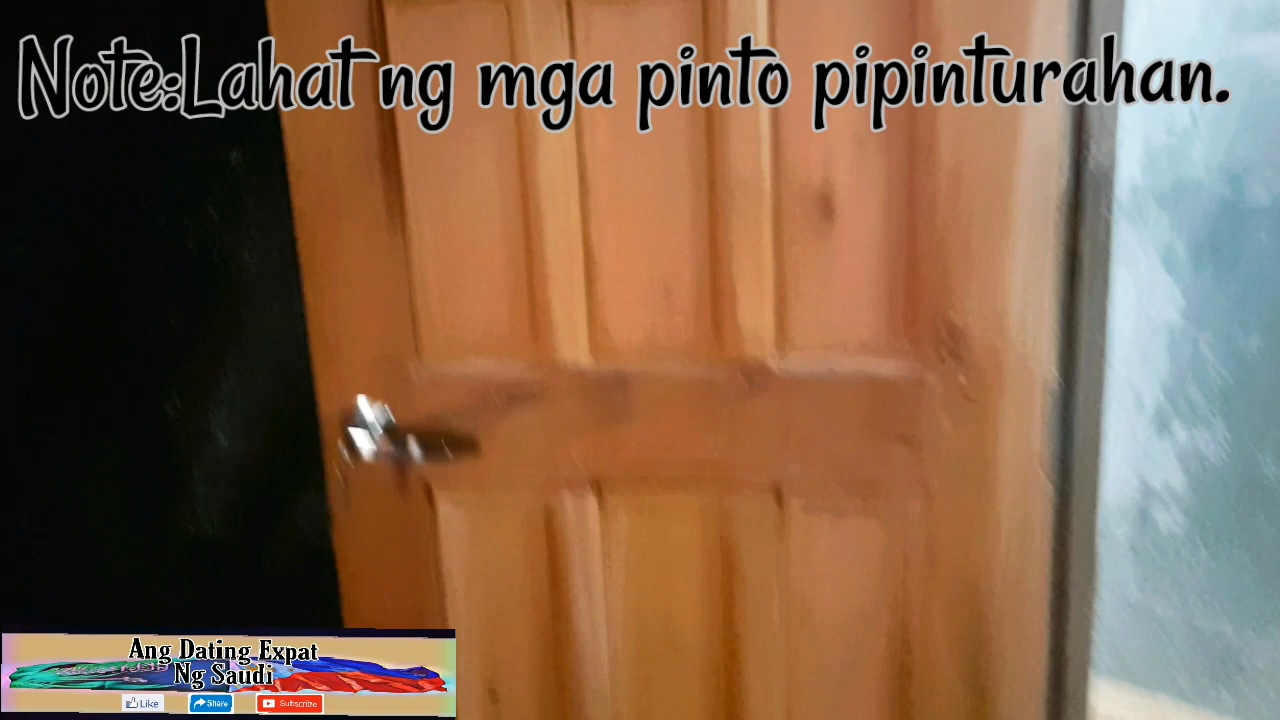 Note:Lahat ng mga pinto pipinturahan.
Ang Dating Expat
Ng Saudi
Like
Share
Subscribe